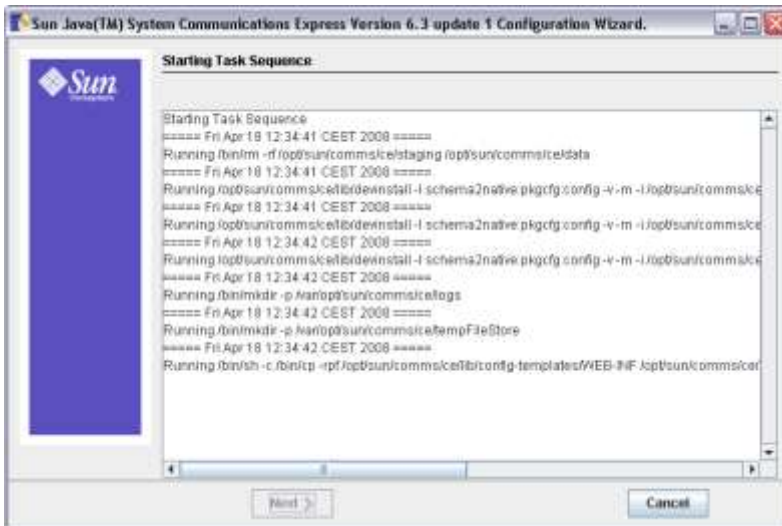 Sun Java(TM) System Communications Express Version 6.3 update 1 Configuration Wizard.
Starting Task Sequence
Sun
Starting Task Sequence
===== Fri Apr 18 12:34:41 CEST 2008 =====
Running /bin/rm -rf /opt/sun/comms/ce/staging /opt/sun/comms/ce/data
===== Fri Apr 18 12:34:41 CEST 2008 =====
Running /opt/sun/comms/ce/lib/devinstall -l schema2native:pkgcfg:config -v -m -i /opt/sun/comms/ce
===== Fri Apr 18 12:34:41 CEST 2008 =====
Running /opt/sun/comms/ce/lib/devinstall -l schema2native:pkgcfg:config -v -m -i /opt/sun/comms/ce
===== Fri Apr 18 12:34:42 CEST 2008 =====
Running /opt/sun/comms/ce/lib/devinstall -l schema2native:pkgcfg:config -v -m -i /opt/sun/comms/ce
===== Fri Apr 18 12:34:42 CEST 2008 =====
Running /bin/mkdir -p /var/opt/sun/comms/ce/logs
===== Fri Apr 18 12:34:42 CEST 2008 =====
Running /bin/mkdir -p /var/opt/sun/comms/ce/tempFileStore
===== Fri Apr 18 12:34:42 CEST 2008 =====
Running /bin/sh -c /bin/cp -rpf /opt/sun/comms/ce/lib/config-templates/WEB-INF /opt/sun/comms/ce/
Next >
Cancel